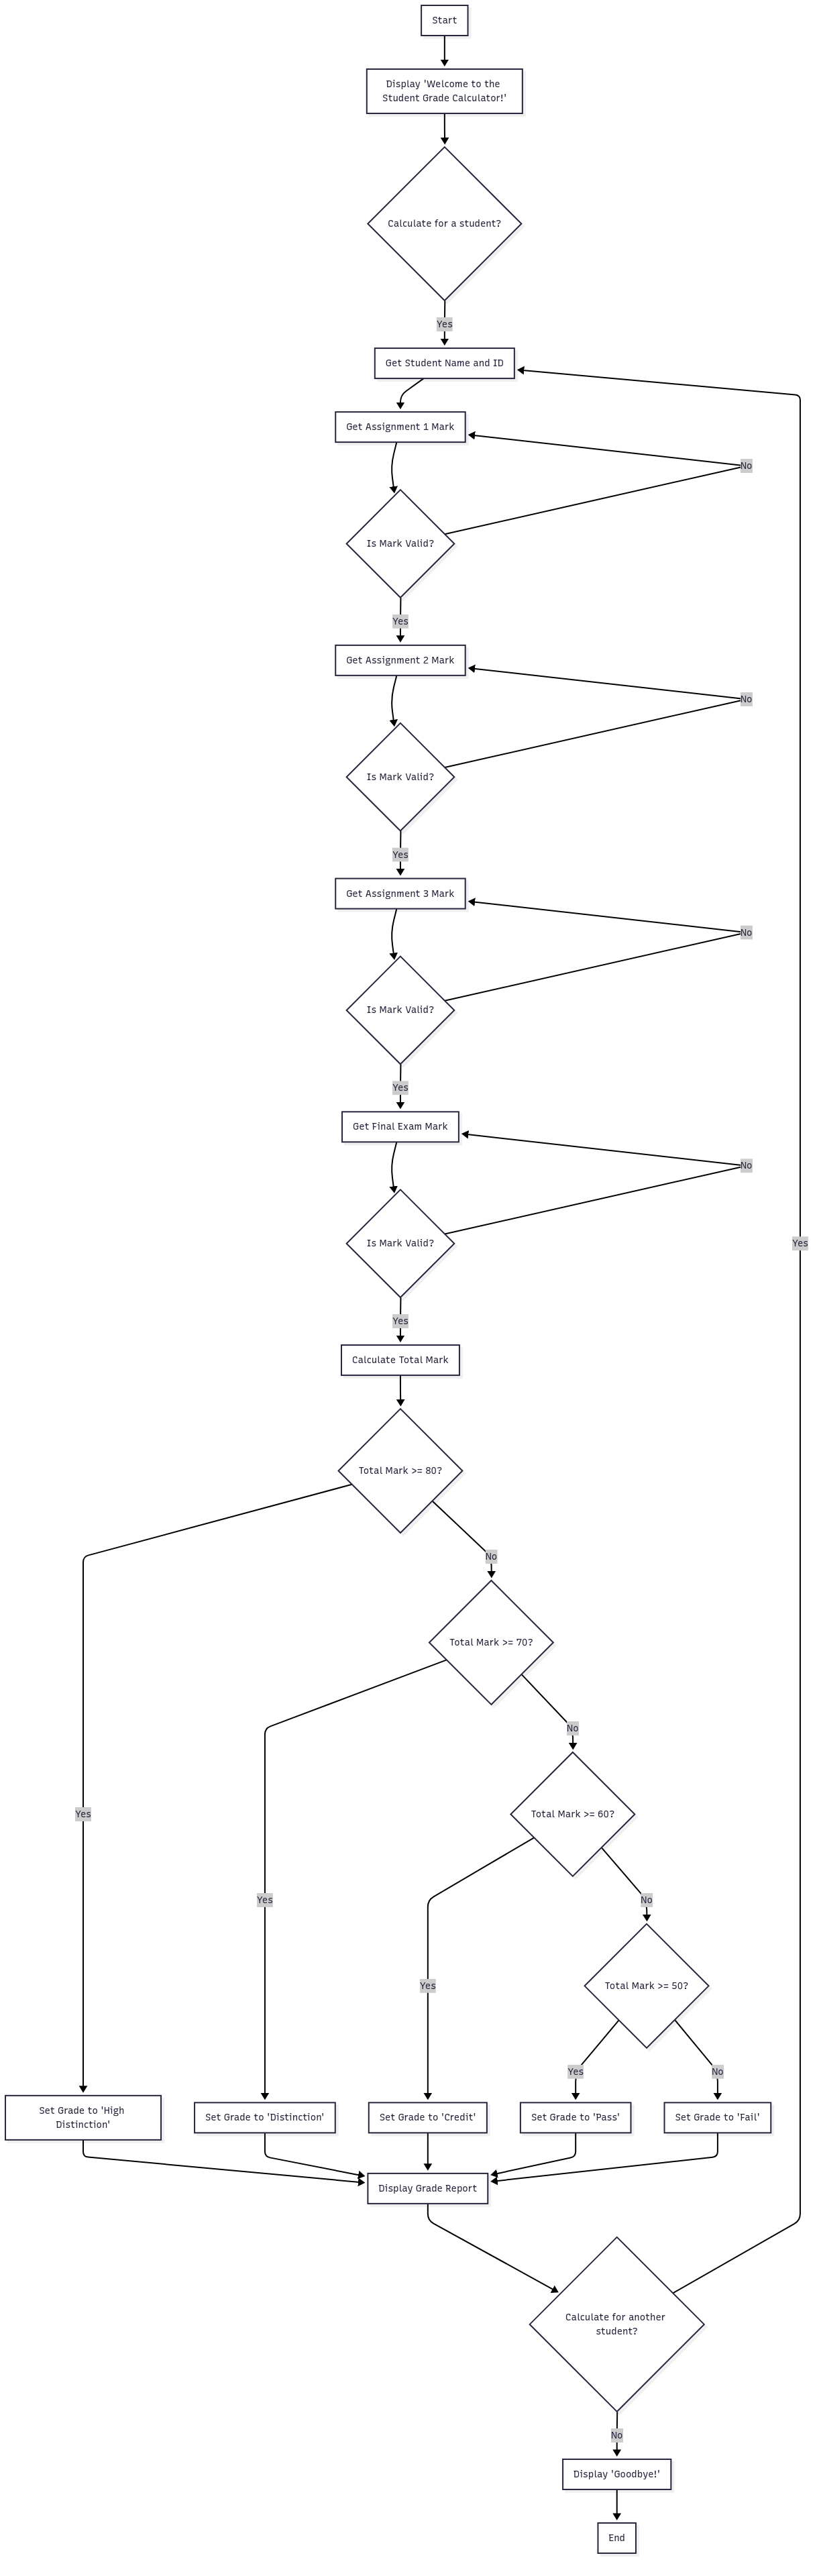 Start
Display 'Welcome to the
Student Grade Calculator!'
Calculate for a student?
Yes
Get Student Name and ID
Get Assignment 1 Mark
No
Is Mark Valid?
Yes
Get Assignment 2 Mark
No
Is Mark Valid?
Yes
Get Assignment 3 Mark
No
Is Mark Valid?
Yes
Get Final Exam Mark
No
Is Mark Valid?
Yes
Yes
Calculate Total Mark
Total Mark >= 80?
No
Total Mark >= 70?
No
Total Mark >= 60?
Yes
Yes
No
Yes
Total Mark >= 50?
Yes
No
Set Grade to 'High
Distinction'
Set Grade to 'Distinction'
Set Grade to 'Credit'
Set Grade to 'Pass'
Set Grade to 'Fail'
Display Grade Report
Calculate for another
student?
No
Display 'Goodbye!'
End